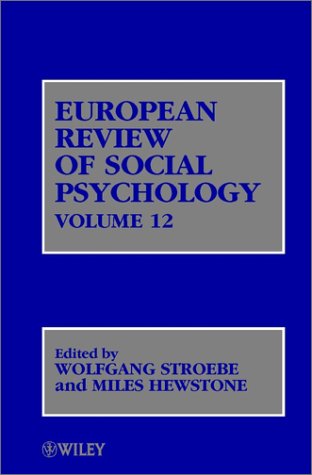 EUROPEAN
REVIEW
OF SOCIAL
PSYCHOLOGY
VOLUME 12
Edited by
WOLFGANG STROEBE
and MILES HEWSTONE
WILEY